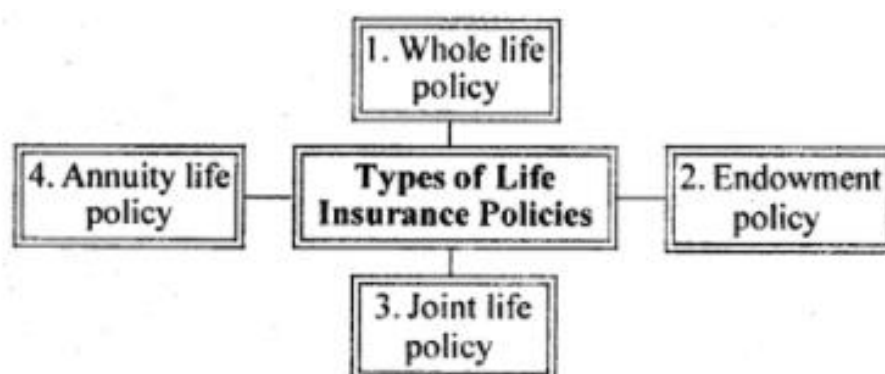 1. Whole life
policy
4. Annuity life
policy
Types of Life
Insurance Policies
2. Endowment
policy
3. Joint life
policy